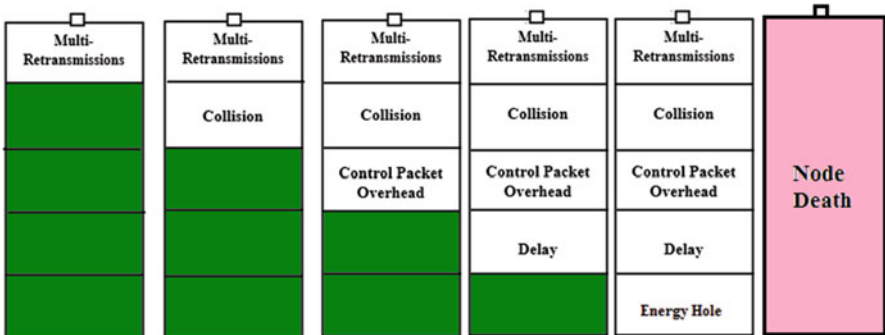 Multi-
Retransmissions
Multi-
Retransmissions
Collision
Multi-
Retransmissions
Collision
Control Packet
Overhead
Multi-
Retransmissions
Collision
Control Packet
Overhead
Delay
Multi-
Retransmissions
Collision
Control Packet
Overhead
Delay
Energy Hole
Node
Death